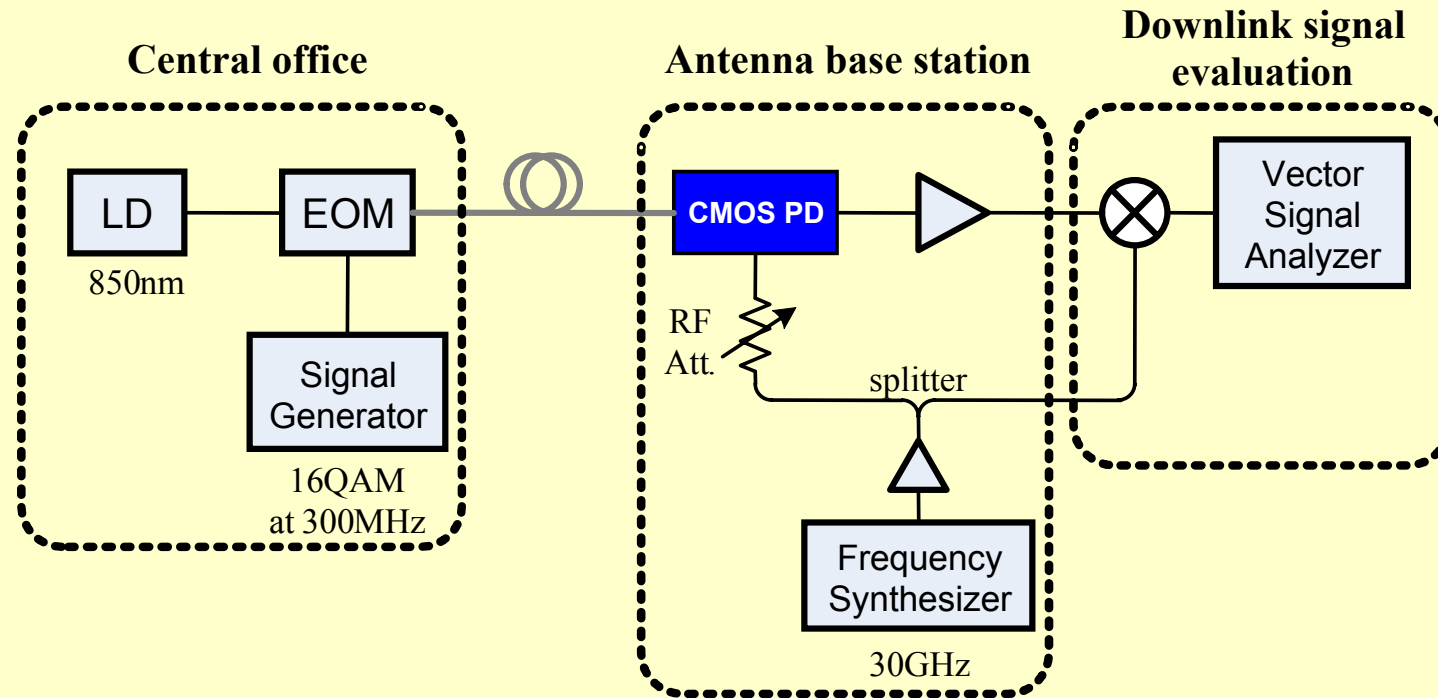 Central office
LD
850nm
EOM
Signal
Generator
16QAM
at 300MHz
Antenna base station
CMOS PD
RF
Att.
splitter
Frequency
Synthesizer
30GHz
Downlink signal
evaluation
Vector
Signal
Analyzer